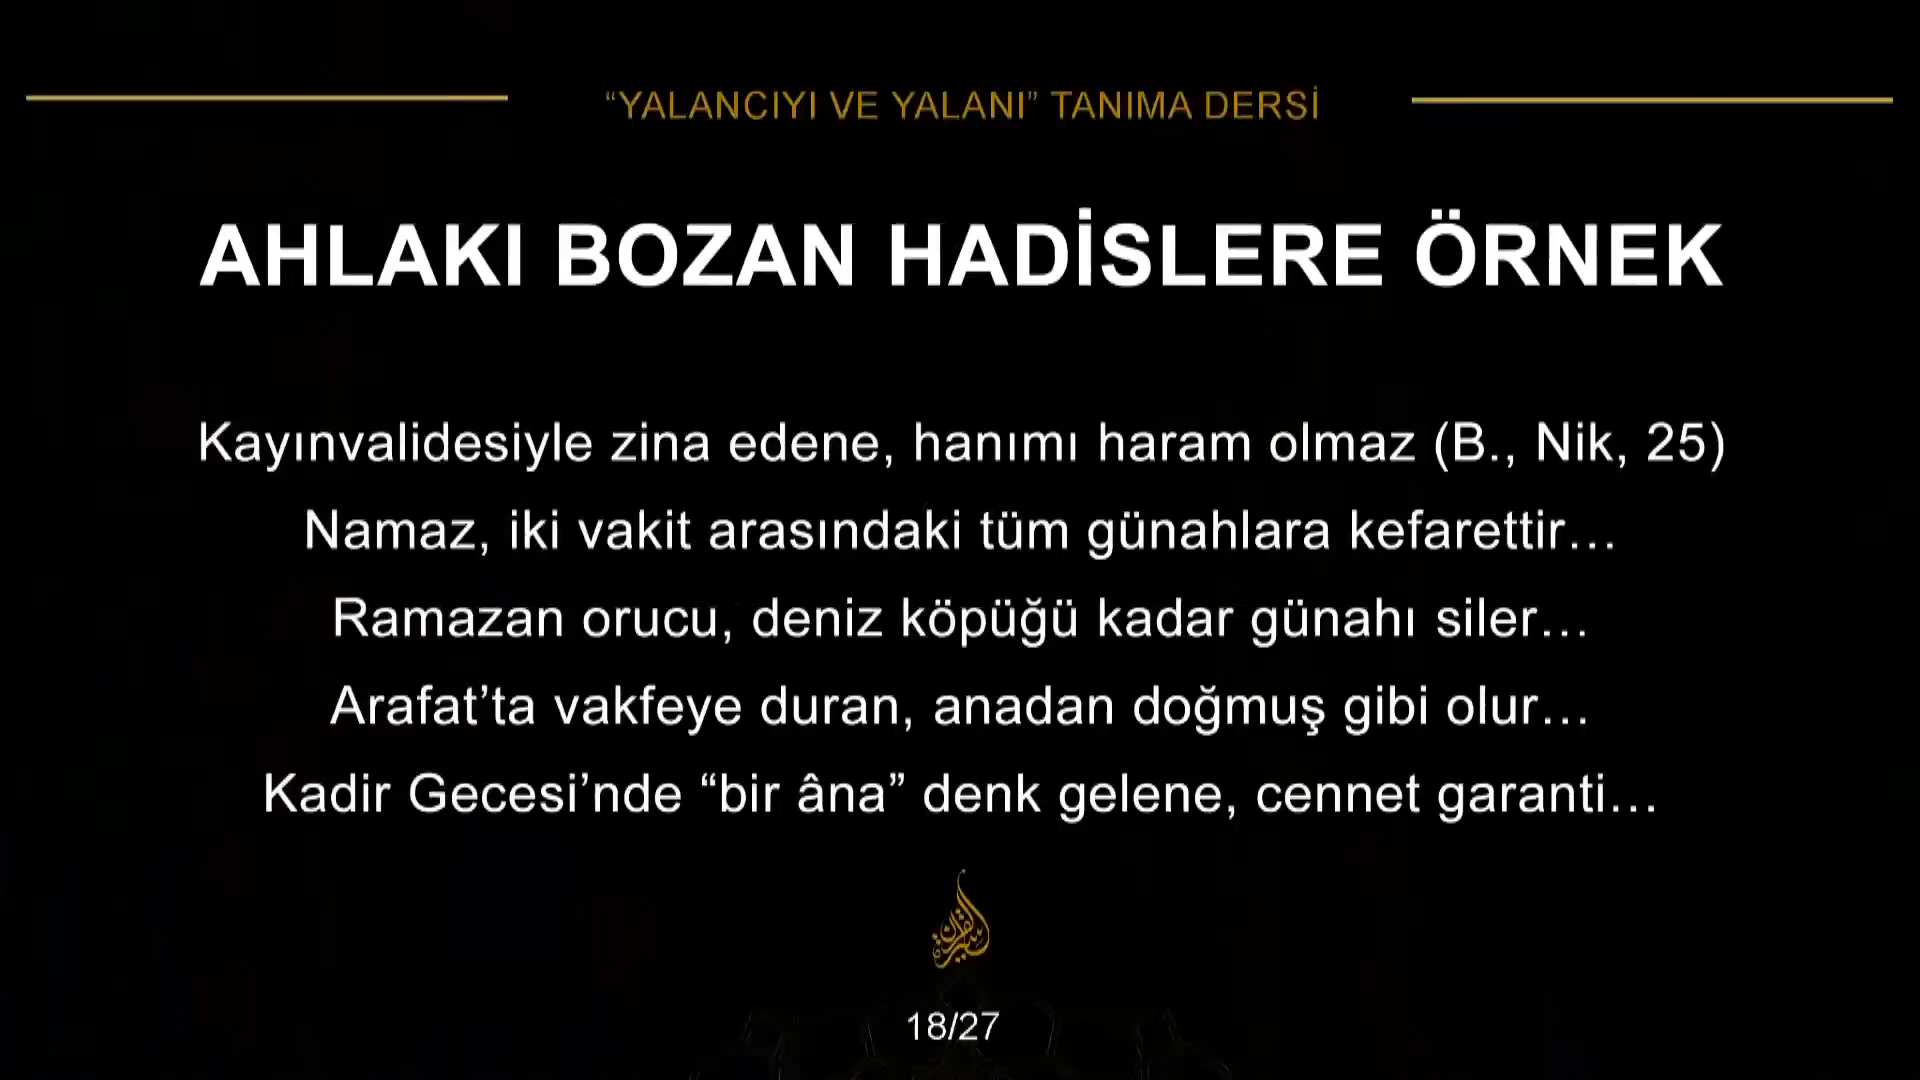 “YALANCIYI VE YALANI” TANIMA DERSİ
AHLAKI BOZAN HADİSLERE ÖRNEK
Kayınvalidesiyle zina edene, hanımı haram olmaz (B., Nik, 25)
Namaz, iki vakit arasındaki tüm günahlara kefarettir…
Ramazan orucu, deniz köpüğü kadar günahı siler…
Arafat’ta vakfeye duran, anadan doğmuş gibi olur…
Kadir Gecesi’nde “bir âna” denk gelene, cennet garanti…
18/27